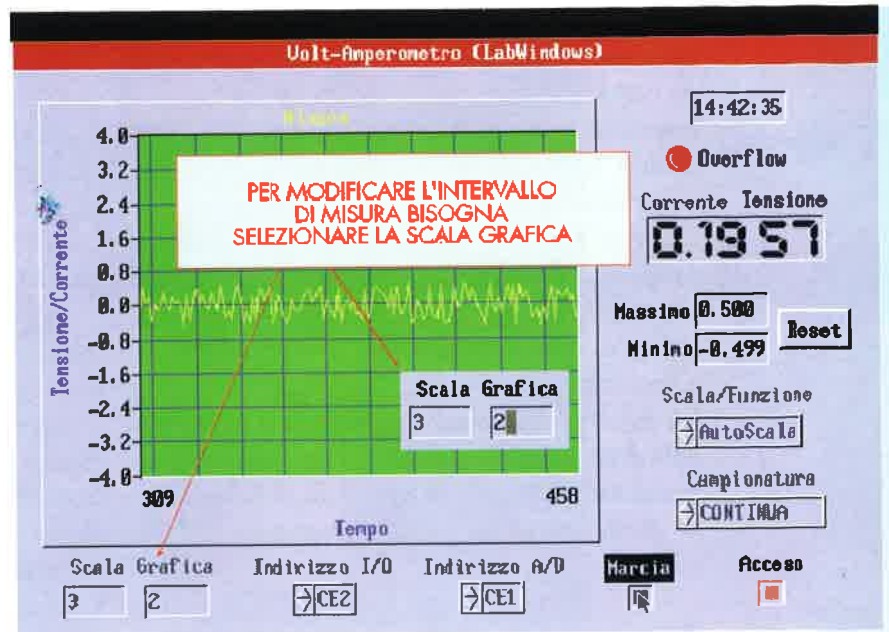 Volt-Amperometro (LabWindows)
14:42:35
Overflow
Corrente Tensione
0.1957
Massimo 0.500
Minimo -0.499
Reset
Scala/Funzione
AutoScala
Campionatura
CONTINUA
4.0
3.2
2.4
1.6
0.8
0.0
-0.8
-1.6
-2.4
-3.2
-4.0
Tensione/Corrente
PER MODIFICARE L'INTERVALLO
DI MISURA BISOGNA
SELEZIONARE LA SCALA GRAFICA
Scala Grafica
3 2
309 458
Tempo
Scala Grafica Indirizzo I/O Indirizzo A/D Marcia Acceso
3 2 CE2 CE1